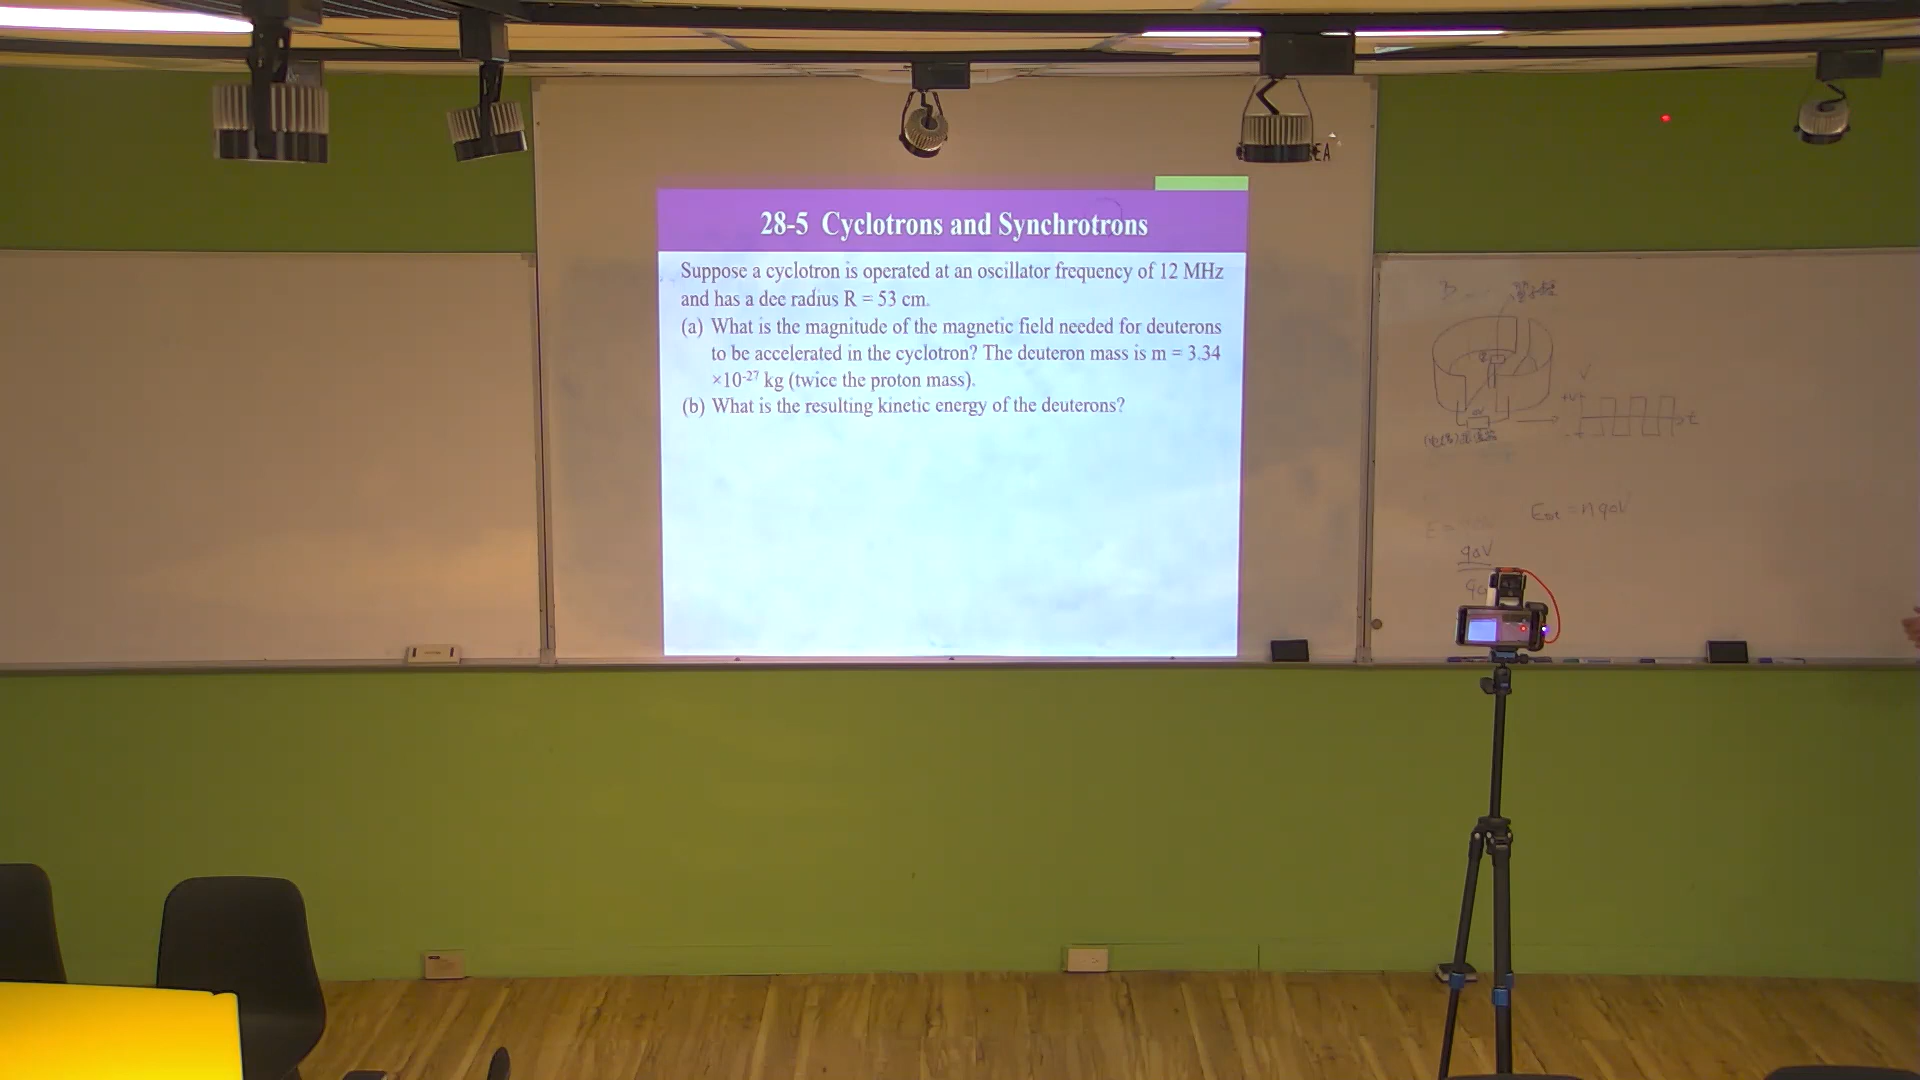 28-5 Cyclotrons and Synchrotrons
Suppose a cyclotron is operated at an oscillator frequency of 12 MHz
and has a dee radius R = 53 cm.
(a) What is the magnitude of the magnetic field needed for deuterons
to be accelerated in the cyclotron? The deuteron mass is m = 3.34
×10⁻²⁷ kg (twice the proton mass).
(b) What is the resulting kinetic energy of the deuterons?
EA
V
+V
t
E =
qΔV